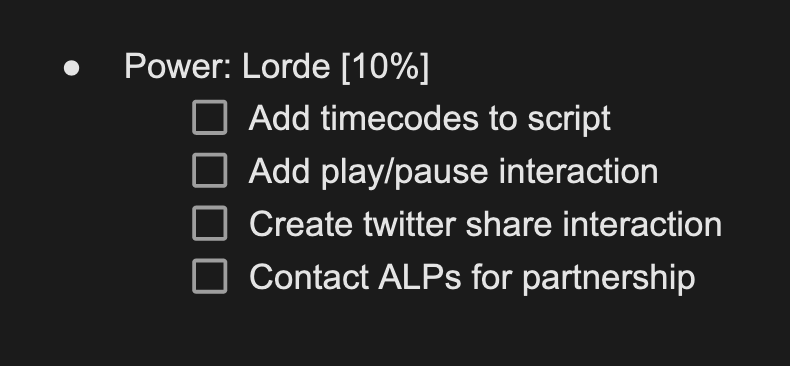 ● Power: Lorde [10%]
Add timecodes to script
Add play/pause interaction
Create twitter share interaction
Contact ALPs for partnership